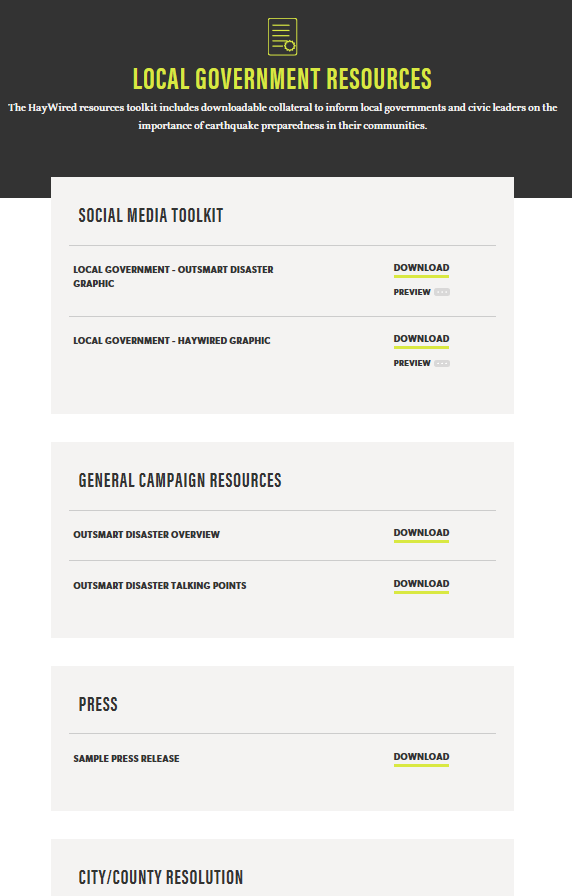 LOCAL GOVERNMENT RESOURCES
The HayWired resources toolkit includes downloadable collateral to inform local governments and civic leaders on the
importance of earthquake preparedness in their communities.
SOCIAL MEDIA TOOLKIT
LOCAL GOVERNMENT - OUTSMART DISASTER
GRAPHIC
DOWNLOAD
PREVIEW
LOCAL GOVERNMENT - HAYWIRED GRAPHIC
DOWNLOAD
PREVIEW
GENERAL CAMPAIGN RESOURCES
OUTSMART DISASTER OVERVIEW
DOWNLOAD
OUTSMART DISASTER TALKING POINTS
DOWNLOAD
PRESS
SAMPLE PRESS RELEASE
DOWNLOAD
CITY/COUNTY RESOLUTION